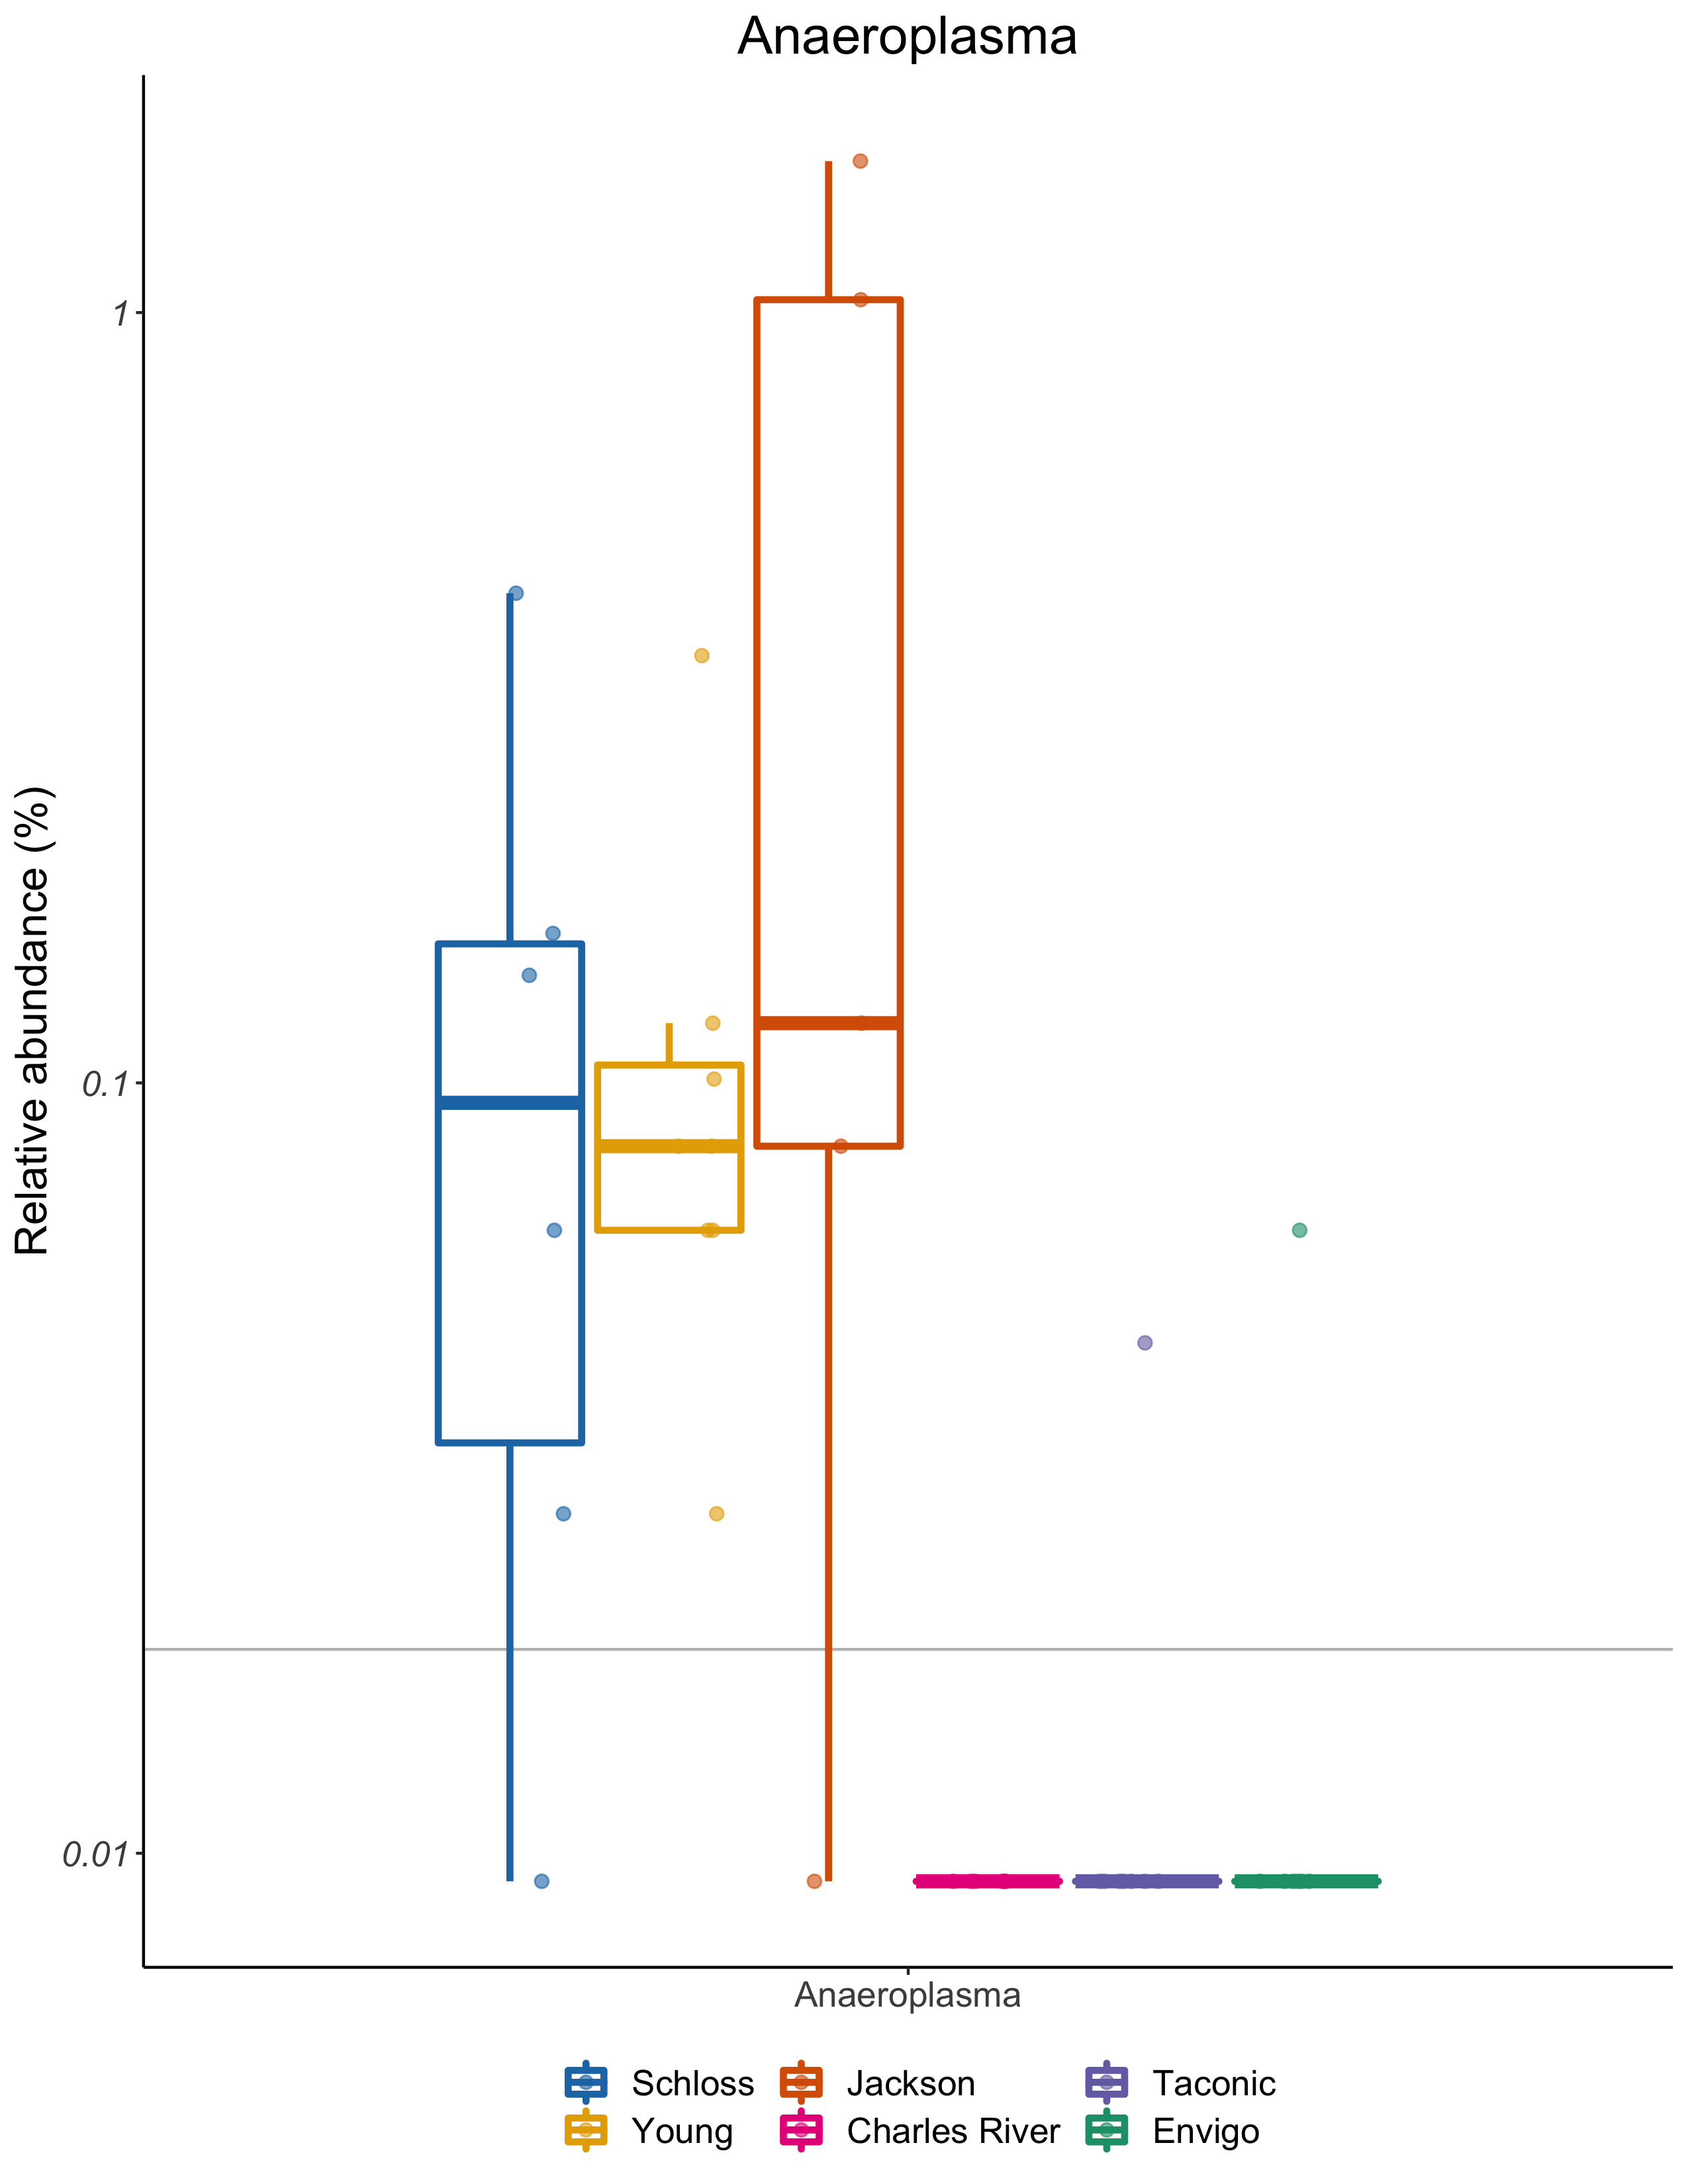 Anaeroplasma
Relative abundance (%)
1
0.1
0.01
Anaeroplasma
Schloss
Jackson
Taconic
Young
Charles River
Envigo